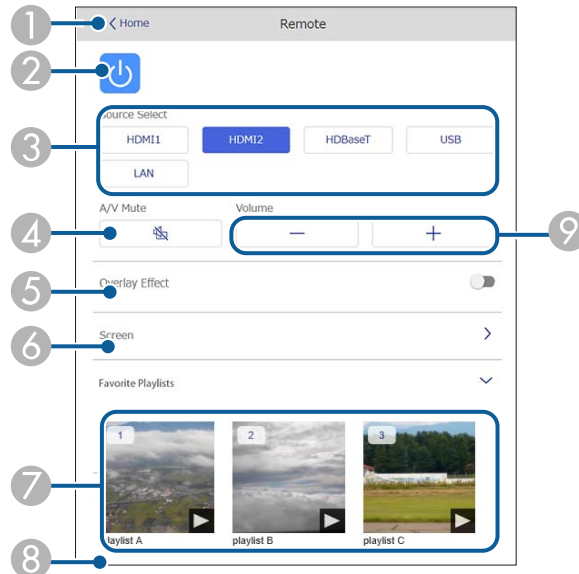 1
Home
Remote
2
Source Select
3
HDMI1
HDMI2
HDBaseT
USB
LAN
A/V Mute
Volume
4
9
5
Overlay Effect
6
Screen
Favorite Playlists
1
2
3
7
playlist A
playlist B
playlist C
8